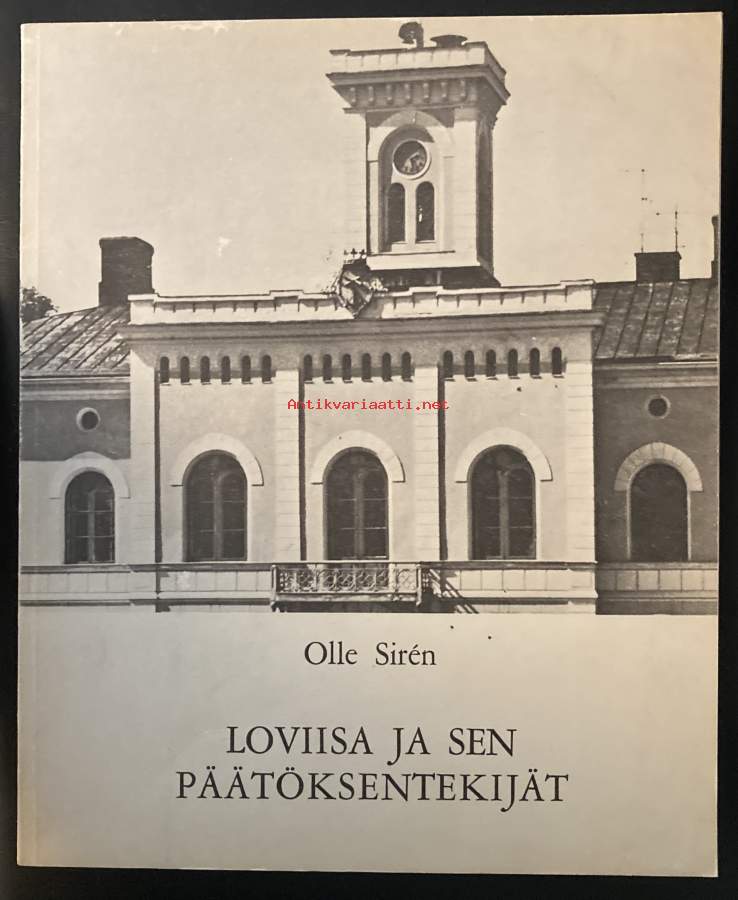 Antikvariaatti.net
Olle Sirén
LOVIISA JA SEN
PÄÄTÖKSENTEKIJÄT